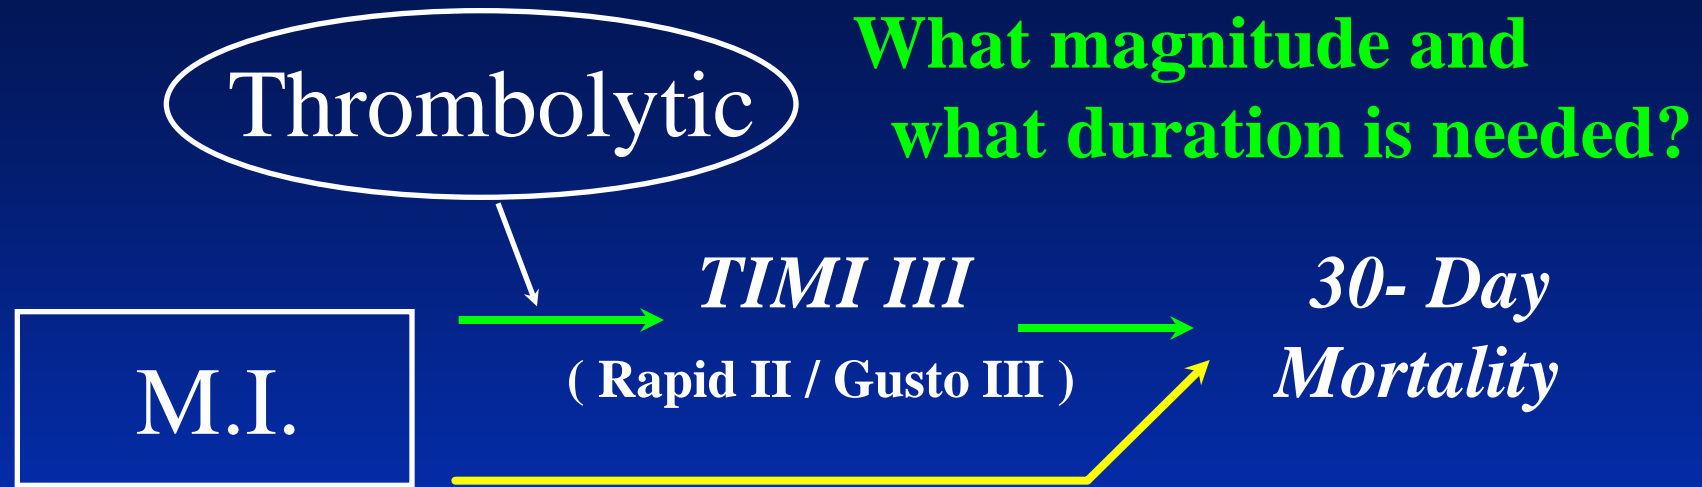 Thrombolytic
What magnitude and
what duration is needed?
TIMI III
30- Day
Mortality
( Rapid II / Gusto III )
M.I.